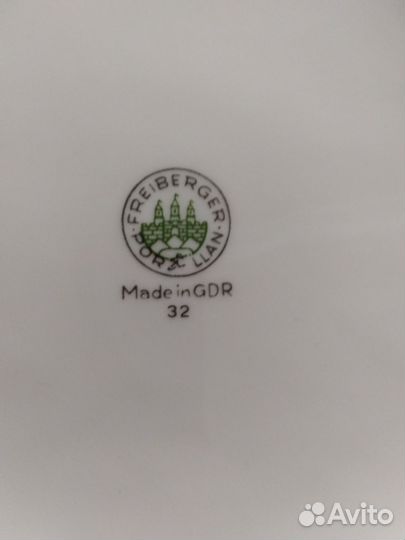 FREIBERGER
PORZELLAN
Made in GDR
32
Avito